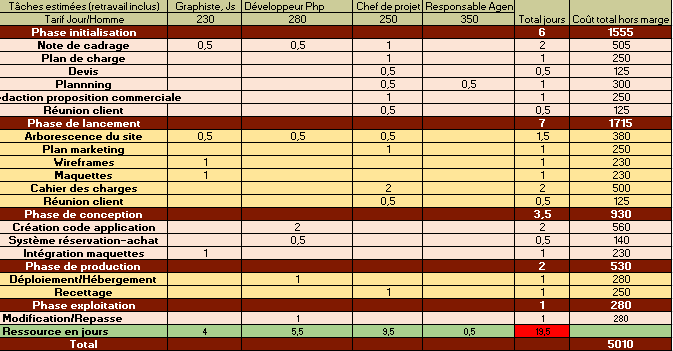 Tâches estimées (retravail inclus) Graphiste, Js Développeur Php Chef de projet Responsable Agen
Tarif Jour/Homme 230 280 250 350 Total jours Coût total hors marge
Phase initialisation 6 1555
Note de cadrage 0,5 0,5 1 2 505
Plan de charge 1 1 250
Devis 0,5 0,5 125
Plannning 0,5 0,5 1 300
édaction proposition commerciale 1 1 250
Réunion client 0,5 0,5 125
Phase de lancement 7 1715
Arborescence du site 0,5 0,5 0,5 1,5 380
Plan marketing 1 1 250
Wireframes 1 1 230
Maquettes 1 1 230
Cahier des charges 2 2 500
Réunion client 0,5 0,5 125
Phase de conception 3,5 930
Création code application 2 2 560
Système réservation-achat 0,5 0,5 140
Intégration maquettes 1 1 230
Phase de production 2 530
Déploiement/Hébergement 1 1 280
Recettage 1 1 250
Phase exploitation 1 280
Modification/Repasse 1 1 280
Ressource en jours 4 5,5 9,5 0,5 19,5
Total 5010